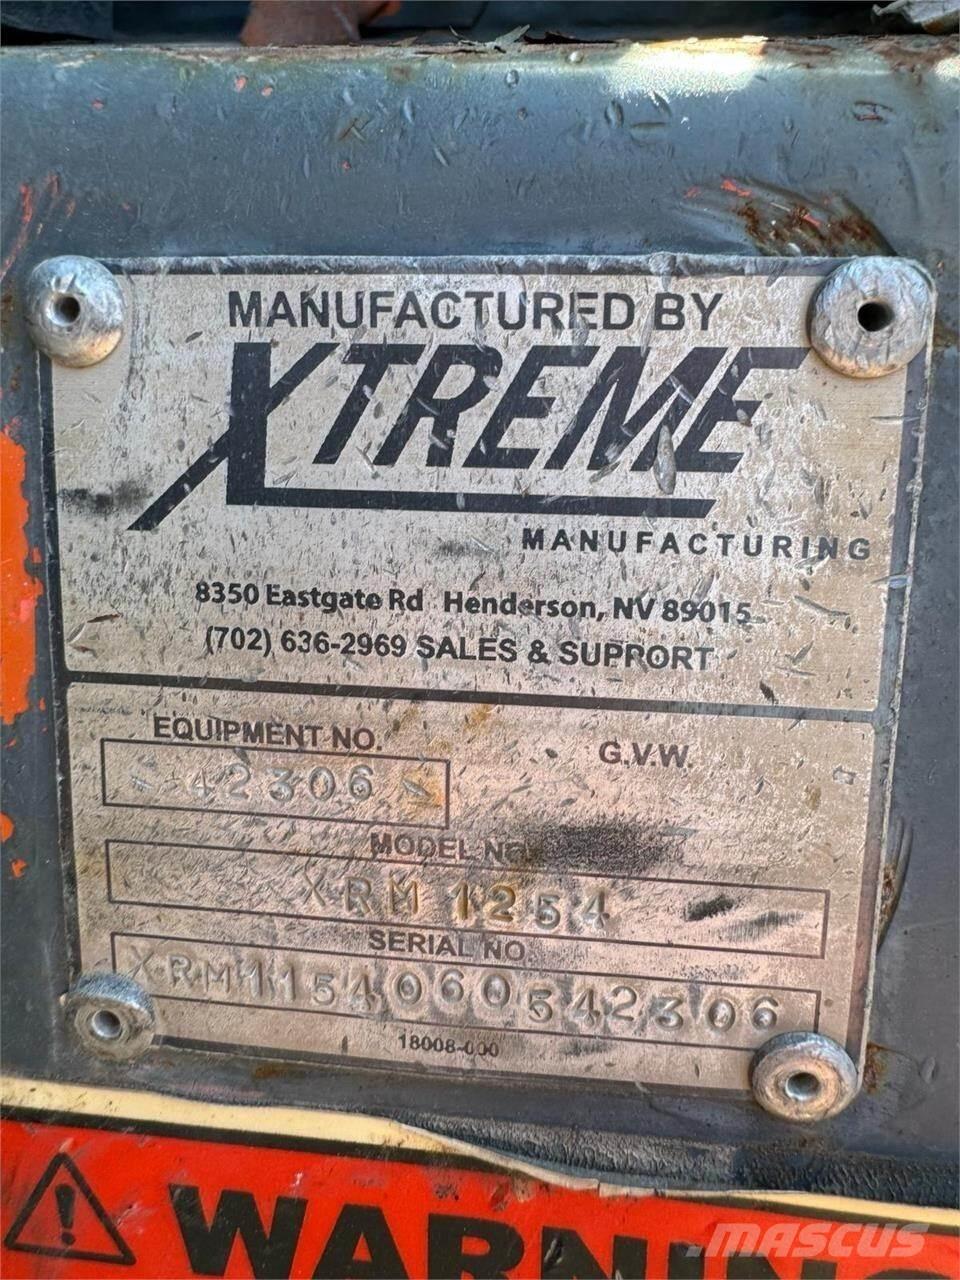 MANUFACTURED BY
XTREME
MANUFACTURING
8350 Eastgate Rd Henderson, NV 89015
(702) 636-2969 SALES & SUPPORT
EQUIPMENT NO.
G.V.W.
42306
MODEL NO.
XRM 1254
SERIAL NO.
XRM1154060542306
18008-000
WARNING
MASCUS